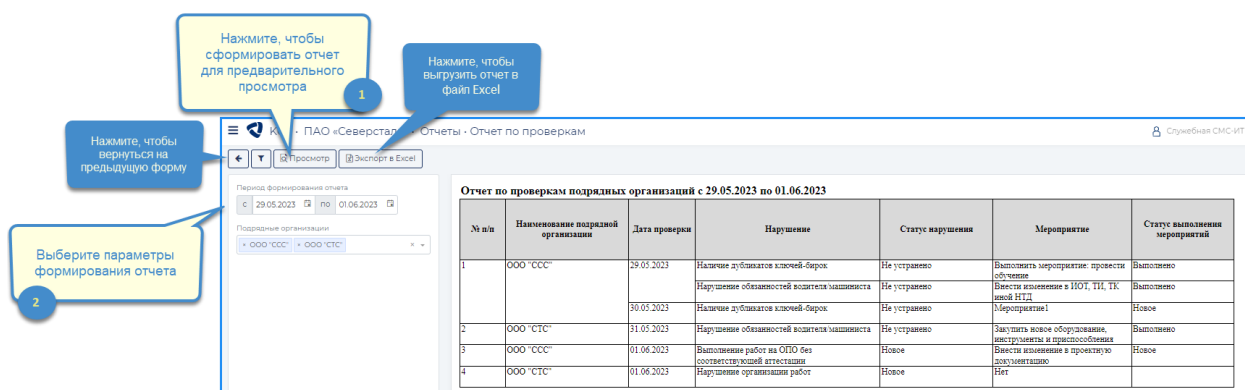 Нажмите, чтобы
сформировать отчет
для предварительного
просмотра
1
Нажмите, чтобы
выгрузить отчет в
файл Excel
Нажмите, чтобы
вернуться на
предыдущую форму
ПАО «Северстал
Отчеты • Отчет по проверкам
Служебная СМС-ИТ
Просмотр
Экспорт в Excel
Период формирования отчета
с 29.05.2023 по 01.06.2023
Подрядные организации
× ООО "ССС" × ООО "СТС"
Выберите параметры
формирования отчета
2
Отчет по проверкам подрядных организаций с 29.05.2023 по 01.06.2023
№ п/п
Наименование подрядной
организации
Дата проверки
Нарушение
Статус нарушения
Мероприятие
Статус выполнения
мероприятий
1 ООО "ССС" 29.05.2023 Наличие дубликатов ключей-бирок Не устранено Выполнить мероприятие: провести Выполнено
обучение
Нарушение обязанностей водителя/машиниста Не устранено Внести изменение в ИОТ, ТИ, ТК Выполнено
иной НТД
30.05.2023 Наличие дубликатов ключей-бирок Не устранено Мероприятие1 Новое
2 ООО "СТС" 31.05.2023 Нарушение обязанностей водителя/машиниста Не устранено Закупить новое оборудование, Выполнено
инструменты и приспособления
3 ООО "ССС" 01.06.2023 Выполнение работ на ОПО без Новое Внести изменение в проектную Новое
соответствующей аттестации документацию
4 ООО "СТС" 01.06.2023 Нарушение организации работ Новое Нет